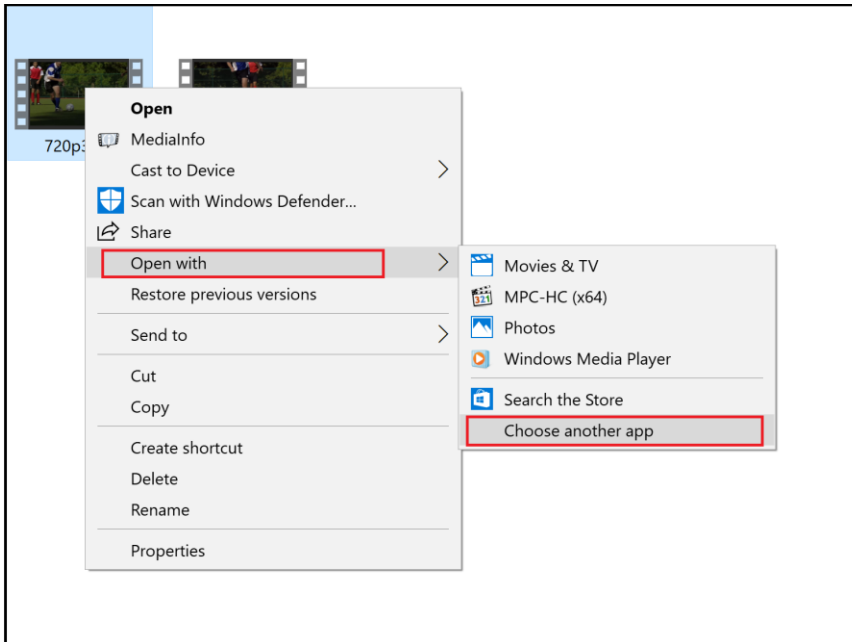 Open
MediaInfo
Cast to Device
Scan with Windows Defender...
Share
Open with
Restore previous versions
Send to
Cut
Copy
Create shortcut
Delete
Rename
Properties
Movies & TV
MPC-HC (x64)
Photos
Windows Media Player
Search the Store
Choose another app